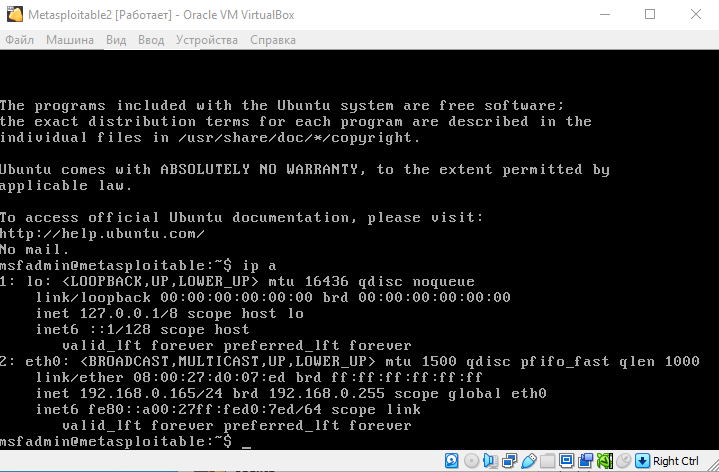 Metasploitable2 [Работает] - Oracle VM VirtualBox
Файл Машина Вид Ввод Устройства Справка
The programs included with the Ubuntu system are free software;
the exact distribution terms for each program are described in the
individual files in /usr/share/doc/*/copyright.
Ubuntu comes with ABSOLUTELY NO WARRANTY, to the extent permitted by
applicable law.
To access official Ubuntu documentation, please visit:
http://help.ubuntu.com/
No mail.
msfadmin@metasploitable:~$ ip a
1: lo: <LOOPBACK,UP,LOWER_UP> mtu 16436 qdisc noqueue
link/loopback 00:00:00:00:00:00 brd 00:00:00:00:00:00
inet 127.0.0.1/8 scope host lo
inet6 ::1/128 scope host
valid_lft forever preferred_lft forever
2: eth0: <BROADCAST,MULTICAST,UP,LOWER_UP> mtu 1500 qdisc pfifo_fast qlen 1000
link/ether 08:00:27:d0:07:ed brd ff:ff:ff:ff:ff:ff
inet 192.168.0.165/24 brd 192.168.0.255 scope global eth0
inet6 fe80::a00:27ff:fed0:7ed/64 scope link
valid_lft forever preferred_lft forever
msfadmin@metasploitable:~$ _
Right Ctrl